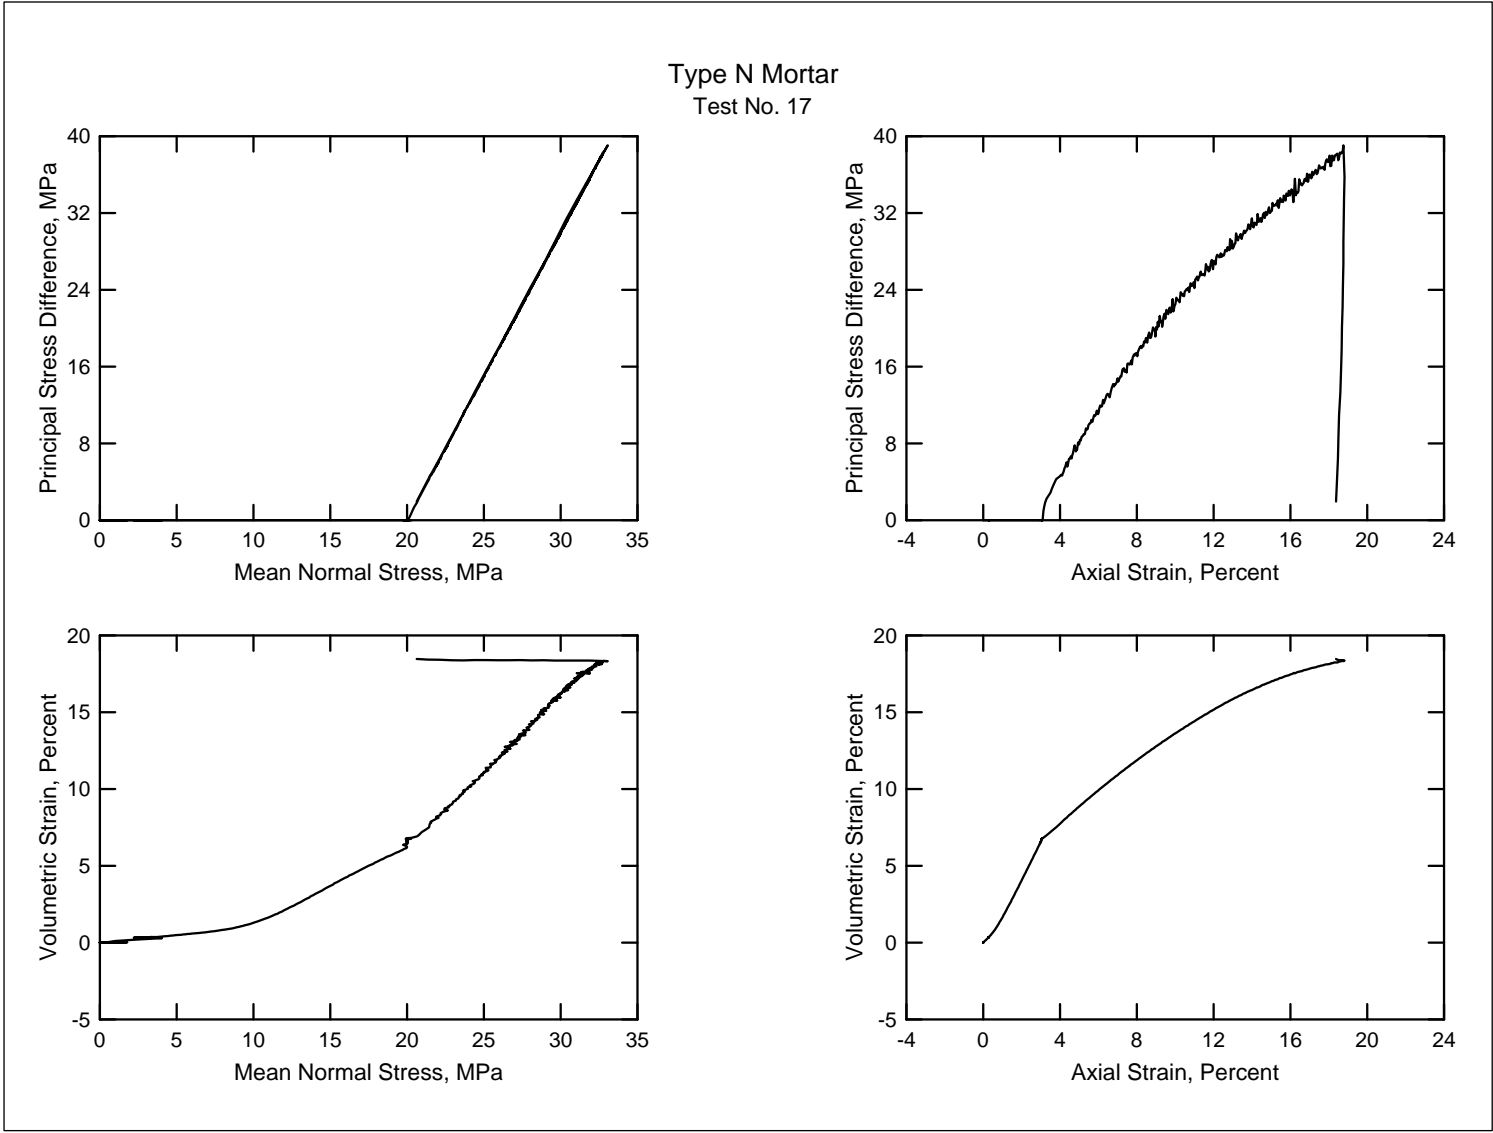 Type N Mortar
Test No. 17
40
32
24
16
8
0
Principal Stress Difference, MPa
0 5 10 15 20 25 30 35
Mean Normal Stress, MPa
40
32
24
16
8
0
Principal Stress Difference, MPa
-4 0 4 8 12 16 20 24
Axial Strain, Percent
20
15
10
5
0
-5
Volumetric Strain, Percent
0 5 10 15 20 25 30 35
Mean Normal Stress, MPa
20
15
10
5
0
-5
Volumetric Strain, Percent
-4 0 4 8 12 16 20 24
Axial Strain, Percent